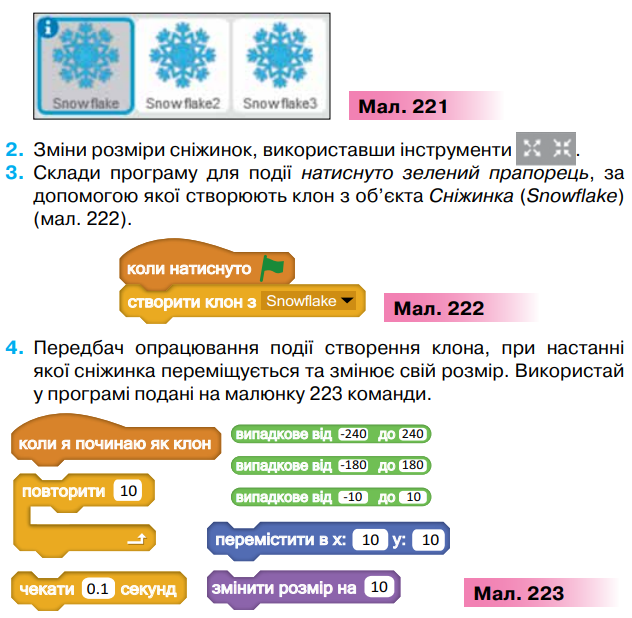 Snowflake Snowflake2 Snowflake3
Мал. 221
2. Зміни розміри сніжинок, використавши інструменти .
3. Склади програму для події натиснуто зелений прапорець, за
допомогою якої створюють клон з об’єкта Сніжинка (Snowflake)
(мал. 222).
коли натиснуто
створити клон з Snowflake
Мал. 222
4. Передбач опрацювання події створення клона, при настанні
якої сніжинка переміщується та змінює свій розмір. Використай
у програмі подані на малюнку 223 команди.
коли я починаю як клон
випадкове від -240 до 240
випадкове від -180 до 180
повторити 10
випадкове від -10 до 10
перемістити в x: 10 y: 10
чекати 0.1 секунд
змінити розмір на 10
Мал. 223